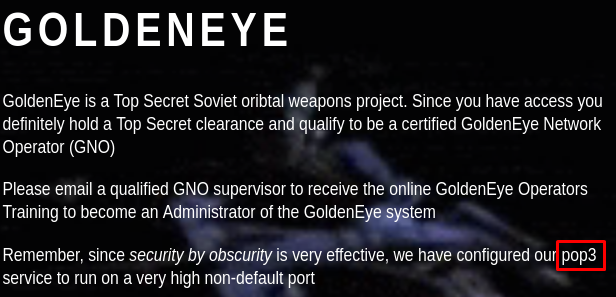 GOLDENEYE
GoldenEye is a Top Secret Soviet oribtal weapons project. Since you have access you
definitely hold a Top Secret clearance and qualify to be a certified GoldenEye Network
Operator (GNO)
Please email a qualified GNO supervisor to receive the online GoldenEye Operators
Training to become an Administrator of the GoldenEye system
Remember, since security by obscurity is very effective, we have configured our pop3
service to run on a very high non-default port